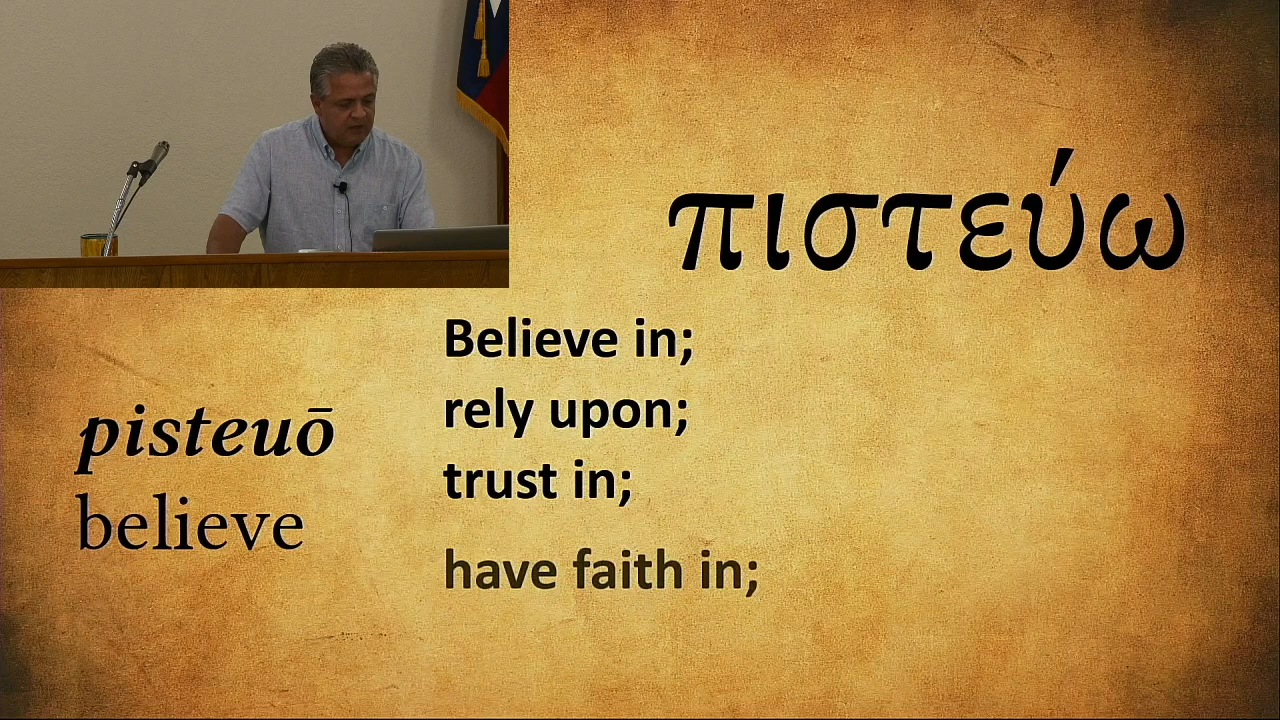 πιστεύω
Believe in;
rely upon;
trust in;
have faith in;
pisteuō
believe